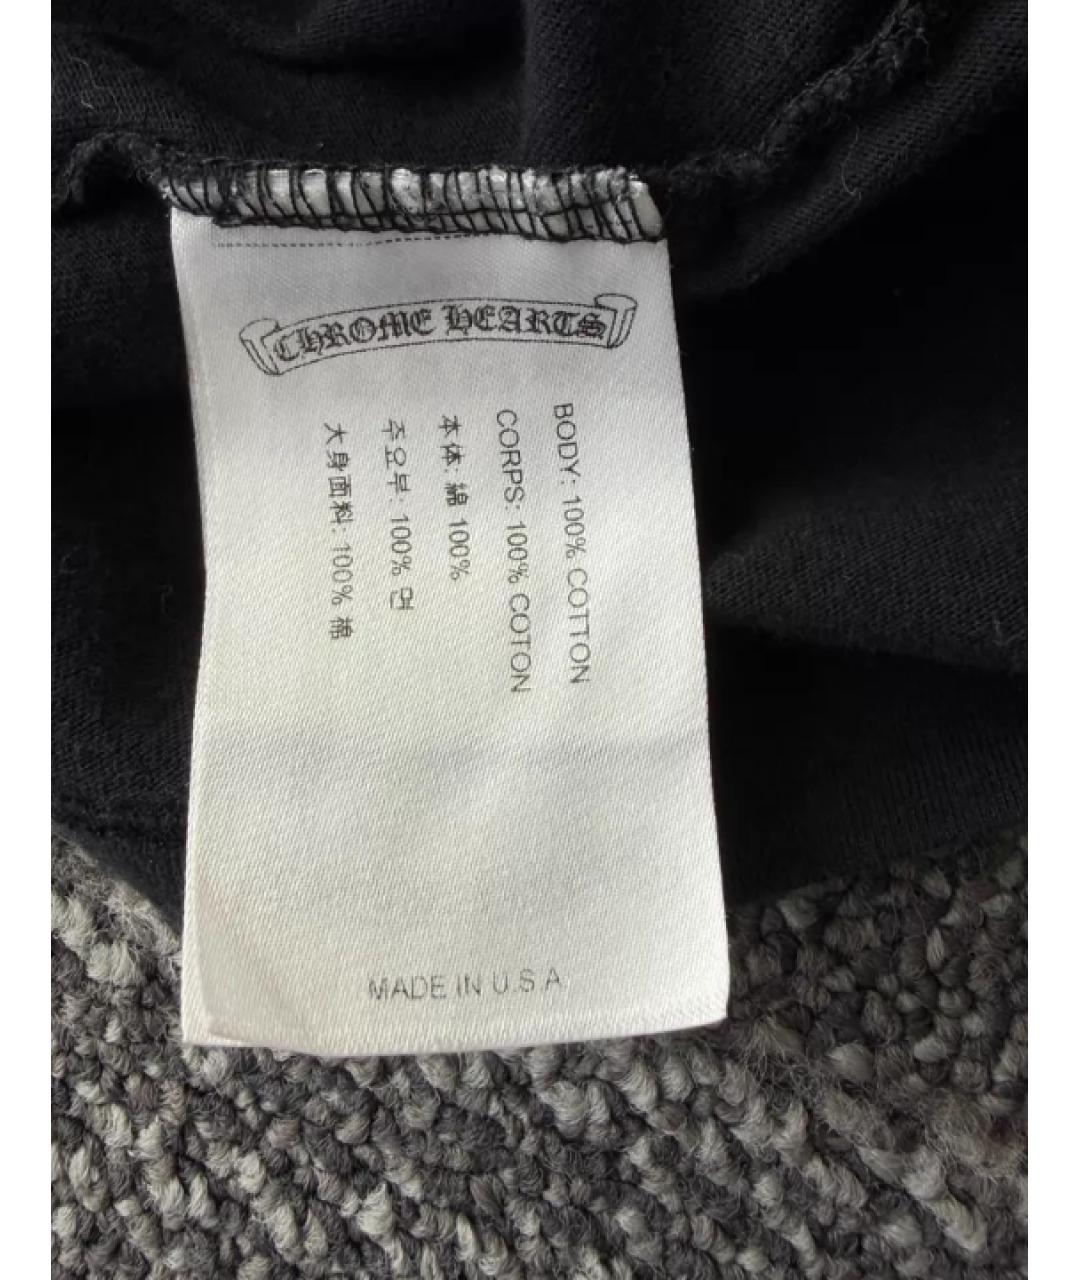 CHROME HEARTS
BODY: 100% COTTON
CORPS: 100% COTON
本体: 綿 100%
주요부: 100% 면
大身面料: 100% 棉
MADE IN U.S.A